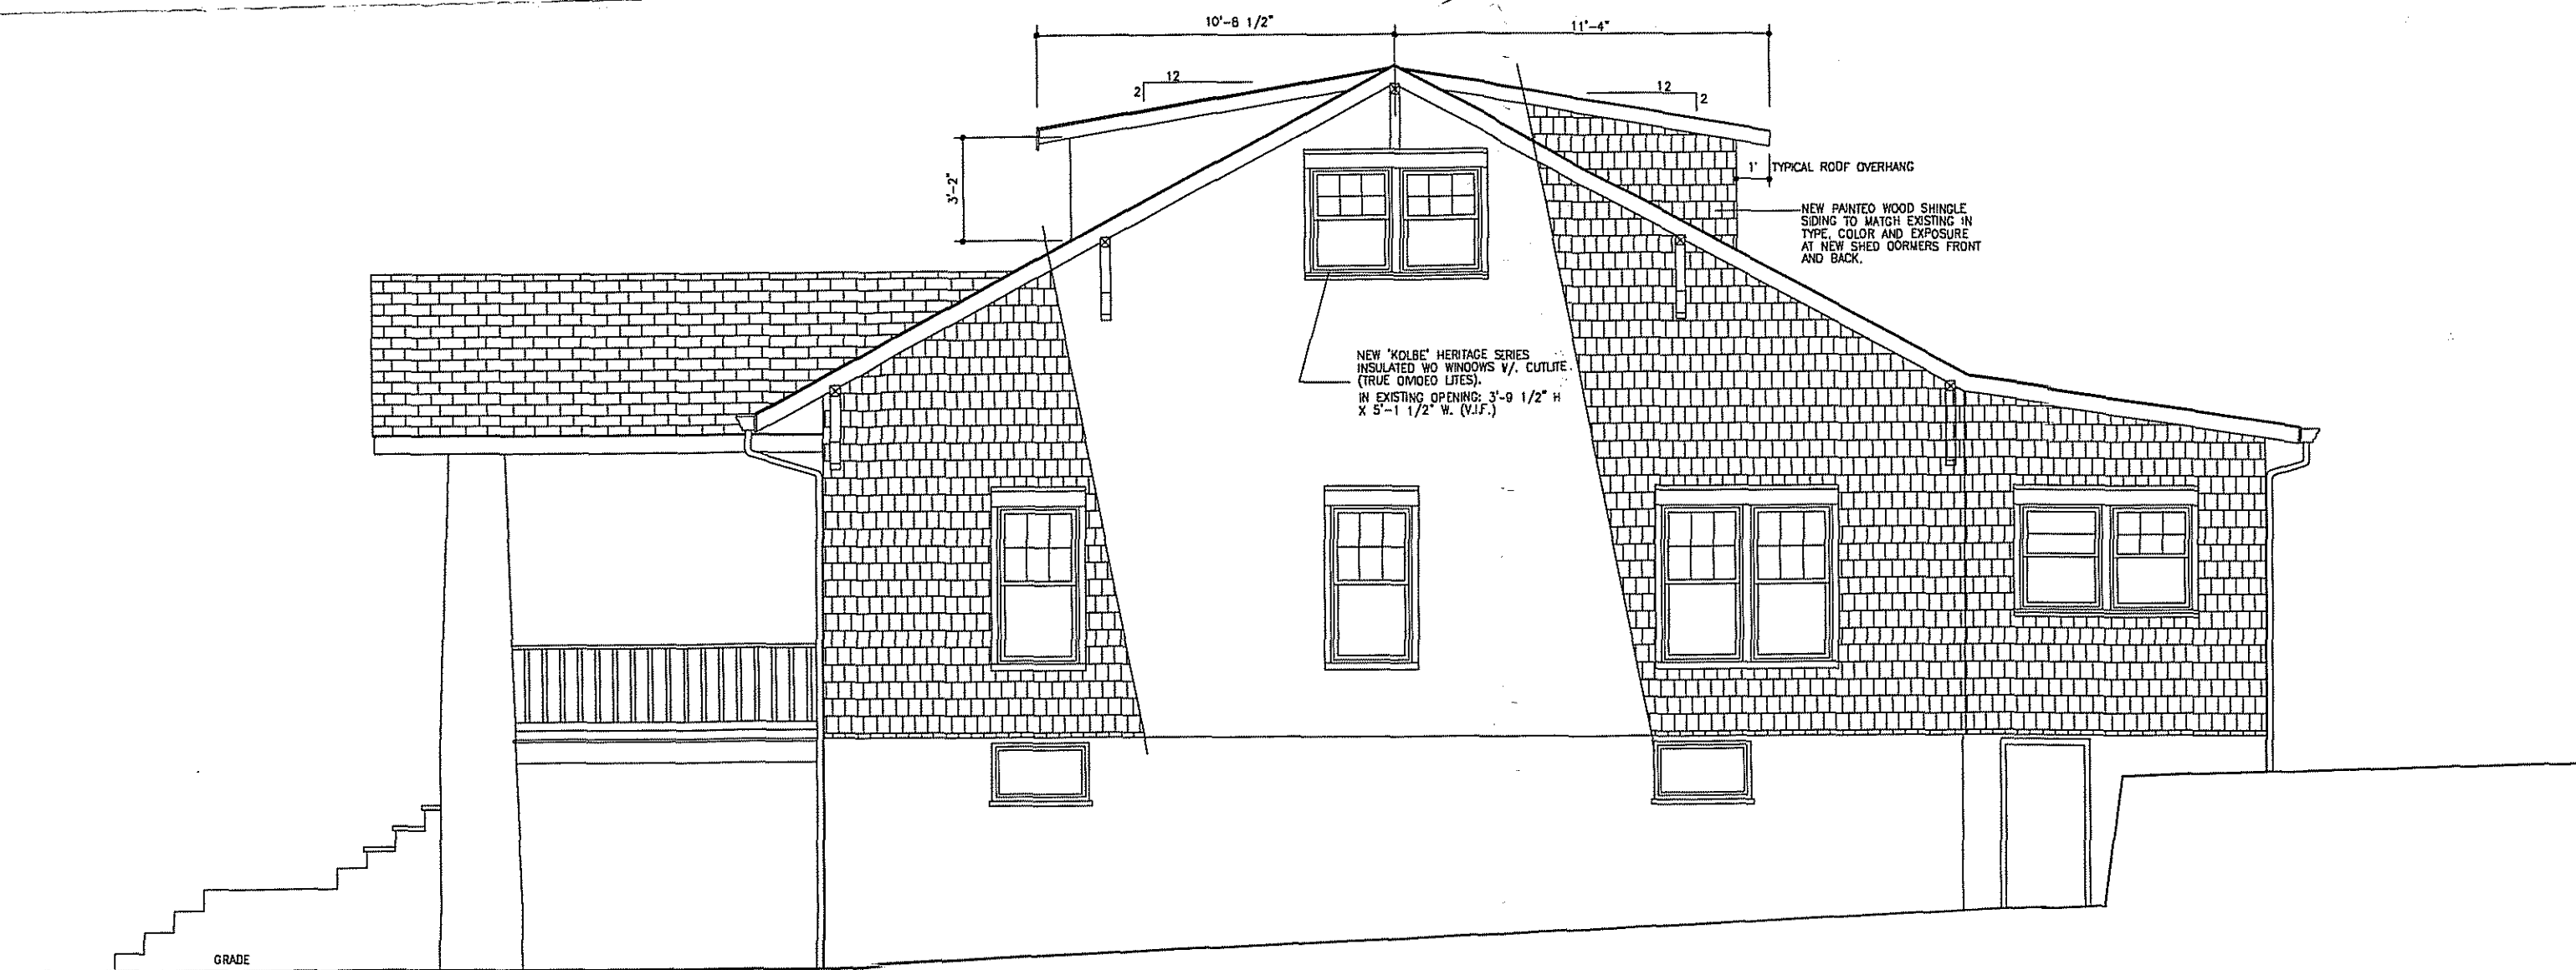 10'-8 1/2"
11'-4"
12
2
12
2
3'-2"
1' TYPICAL ROOF OVERHANG
NEW PAINTED WOOD SHINGLE
SIDING TO MATCH EXISTING IN
TYPE, COLOR AND EXPOSURE
AT NEW SHED DORMERS FRONT
AND BACK.
NEW 'KOLBE' HERITAGE SERIES
INSULATED WD WINDOWS W/. CUTLITE.
(TRUE DIVIDED LITES).
IN EXISTING OPENING: 3'-9 1/2" H
X 5'-1 1/2" W. (V.I.F.)
GRADE